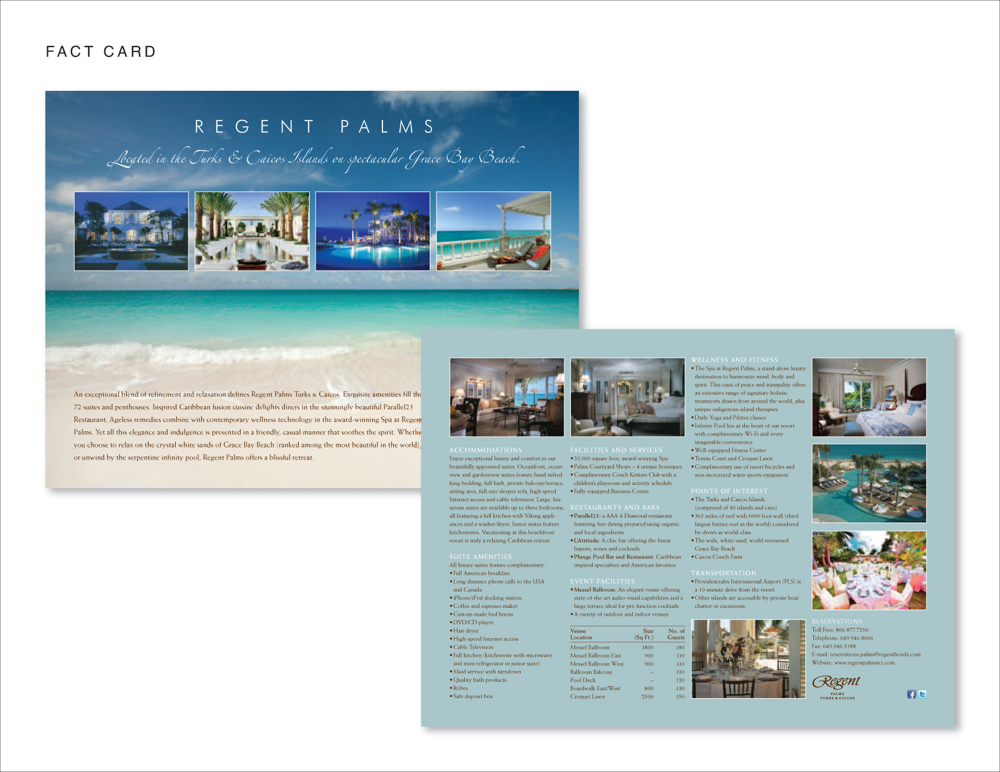 FACT CARD
REGENT PALMS
Located in the Turks & Caicos Islands on spectacular Grace Bay Beach.
An exceptional blend of refinement and relaxation defines Regent Palms Turks & Caicos. Exquisite amenities fill the
72 suites and penthouses. Inspired Caribbean fusion cuisine delights diners in the stunningly beautiful Parallel23
Restaurant. Ageless remedies combine with contemporary wellness technology in the award-winning Spa at Regent
Palms. Yet all this elegance and indulgence is presented in a friendly, casual manner that soothes the spirit. Whethe
you choose to relax on the crystal white sands of Grace Bay Beach (ranked among the most beautiful in the world),
or unwind by the serpentine infinity pool, Regent Palms offers a blissful retreat.
ACCOMMODATIONS
Enjoy exceptional luxury and comfort in our
beautifully appointed suites. Oceanfront, ocean-
view and gardenview suites feature hand-tufted
king bedding, full bath, private balcony/terrace,
sitting area, full-size sleeper sofa, high speed
Internet access and cable television. Large, lux-
urious suites are available up to three bedrooms,
all featuring a full kitchen with Viking appli-
ances and a washer/dryer. Junior suites feature
kitchenettes. Vacationing at this beachfront
resort is truly a relaxing Caribbean retreat.
SUITE AMENITIES
All luxury suites feature complimentary:
• Full American breakfast
• Long distance phone calls to the USA
and Canada
• iPhone/iPod docking station
• Coffee and espresso maker
• Custom-made bed linens
• DVD/CD player
• Hair dryer
• High-speed Internet access
• Cable Television
• Full kitchen (kitchenette with microwave
and mini-refrigerator in junior suite)
• Maid service with turndown
• Quality bath products
• Robes
• Safe deposit box
FACILITIES AND SERVICES
• 25,000 square foot, award-winning Spa
• Palms Courtyard Shops – 4 unique boutiques
• Complimentary Conch Kritters Club with a
children's playroom and activity schedule
• Fully equipped Business Centre
RESTAURANTS AND BARS
• Parallel23: a AAA 4-Diamond restaurant
featuring fine dining prepared using organic
and local ingredients
• L'Attitude: A chic bar offering the finest
liquors, wines and cocktails
• Plunge Pool Bar and Restaurant: Caribbean
inspired specialties and American favorites
EVENT FACILITIES
• Messel Ballroom: An elegant venue offering
state-of-the-art audio-visual capabilities and a
large terrace ideal for pre-function cocktails
• A variety of outdoor and indoor venues
Venue Size No. of
Location (Sq Ft.) Guests
Messel Ballroom 1800 180
Messel Ballroom East 900 110
Messel Ballroom West 900 110
Ballroom Balcony – 120
Pool Deck – 120
Boardwalk East/West 800 130
Croquet Lawn 2500 150
WELLNESS AND FITNESS
• The Spa at Regent Palms, a stand-alone luxury
destination to harmonize mind, body and
spirit. This oasis of peace and tranquility offers
an extensive range of signature holistic
treatments drawn from around the world, plus
unique indigenous island therapies.
• Daily Yoga and Pilates classes
• Infinity Pool lies at the heart of our resort
with complimentary Wi-Fi and every
imaginable convenience
• Well-equipped Fitness Centre
• Tennis Court and Croquet Lawn
• Complimentary use of resort bicycles and
non-motorized water sports equipment
POINTS OF INTEREST
• The Turks and Caicos Islands
(comprised of 40 islands and cays)
• 365 miles of reef with 6000 foot wall (third
largest barrier reef in the world) considered
by divers as world-class
• The wide, white sand, world renowned
Grace Bay Beach
• Caicos Conch Farm
TRANSPORTATION
• Providenciales International Airport (PLS) is
a 10-minute drive from the resort
• Other islands are accessible by private boat
charter or excursions
RESERVATIONS
Toll Free: 866.877.7256
Telephone: 649.946.8666
Fax: 649.946.5188
E-mail: reservations.palms@regenthotels.com
Website: www.regentpalmstci.com
Regent
PALMS
TURKS & CAICOS